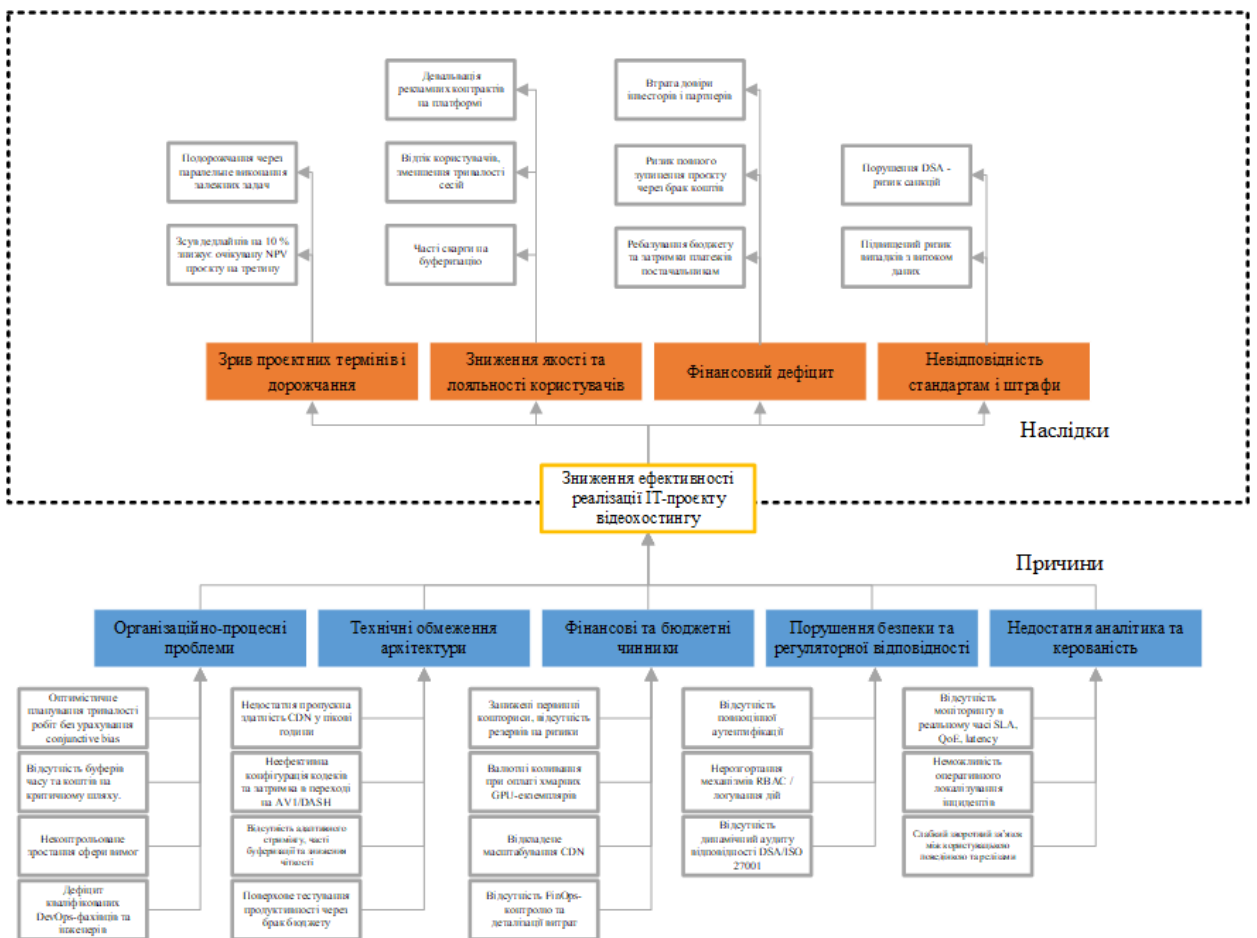 Девальвація
рекламних контрактів
на платформі
Втрата довіри
інвесторів і партнерів
Подорожчання через
паралельне виконання
залежних задач
Відтік користувачів,
зменшення тривалості
сесій
Ризик повного
зупинення проєкту
через брак коштів
Порушення DSA -
ризик санкцій
Зсув дедлайнів на 10 %
знижує очікувану NPV
проєкту на третину
Часті скарги на
буферизацію
Ребазування бюджету
та затримки платежів
постачальникам
Підвищений ризик
випадків з витоком
даних
Зрив проєктних термінів і
дорожчання
Зниження якості та
лояльності користувачів
Фінансовий дефіцит
Невідповідність
стандартам і штрафи
Наслідки
Зниження ефективності
реалізації ІТ-проєкту
відеохостингу
Причини
Організаційно-процесні
проблеми
Технічні обмеження
архітектури
Фінансові та бюджетні
чинники
Порушення безпеки та
регуляторної відповідності
Недостатня аналітика та
керованість
Оптимістичне
планування тривалості
робіт без урахування
conjunctive bias
Недостатня пропускна
здатність CDN у пікові
години
Занижені первинні
кошториси, відсутність
резервів на ризики
Відсутність
повноцінної
аутентифікації
Відсутність
моніторингу в
реальному часі SLA,
QoE, latency
Відсутність буферів
часу та коштів на
критичному шляху.
Неефективна
конфігурація кодеків
та затримка в переході
на AV1/DASH
Валютні коливання
при оплаті хмарних
GPU-екземплярів
Нерозгортання
механізмів RBAC /
логування дій
Неможливість
оперативного
локалізування
інцидентів
Неконтрольоване
зростання сфери вимог
Відсутність адаптивного
стримінгу, часті
буферизації та зниження
чіткості
Відкладене
масштабування CDN
Відсутність
динамічний аудиту
відповідності DSA/ISO
27001
Слабкий зворотний зв'язок
між користувацькою
поведінкою та релізами
Дефіцит
кваліфікованих
DevOps-фахівців та
інженерів
Поверхове тестування
продуктивності через
брак бюджету
Відсутність FinOps-
контролю та
деталізації витрат